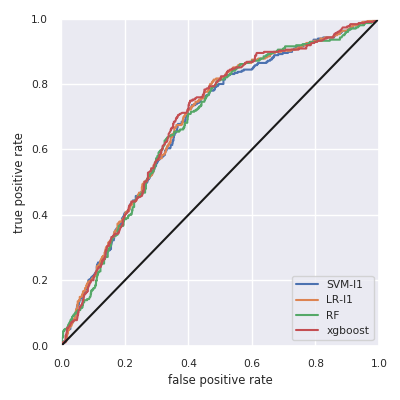 1.0
0.8
0.6
0.4
0.2
0.0
true positive rate
0.0 0.2 0.4 0.6 0.8 1.0
false positive rate
SVM-l1
LR-l1
RF
xgboost